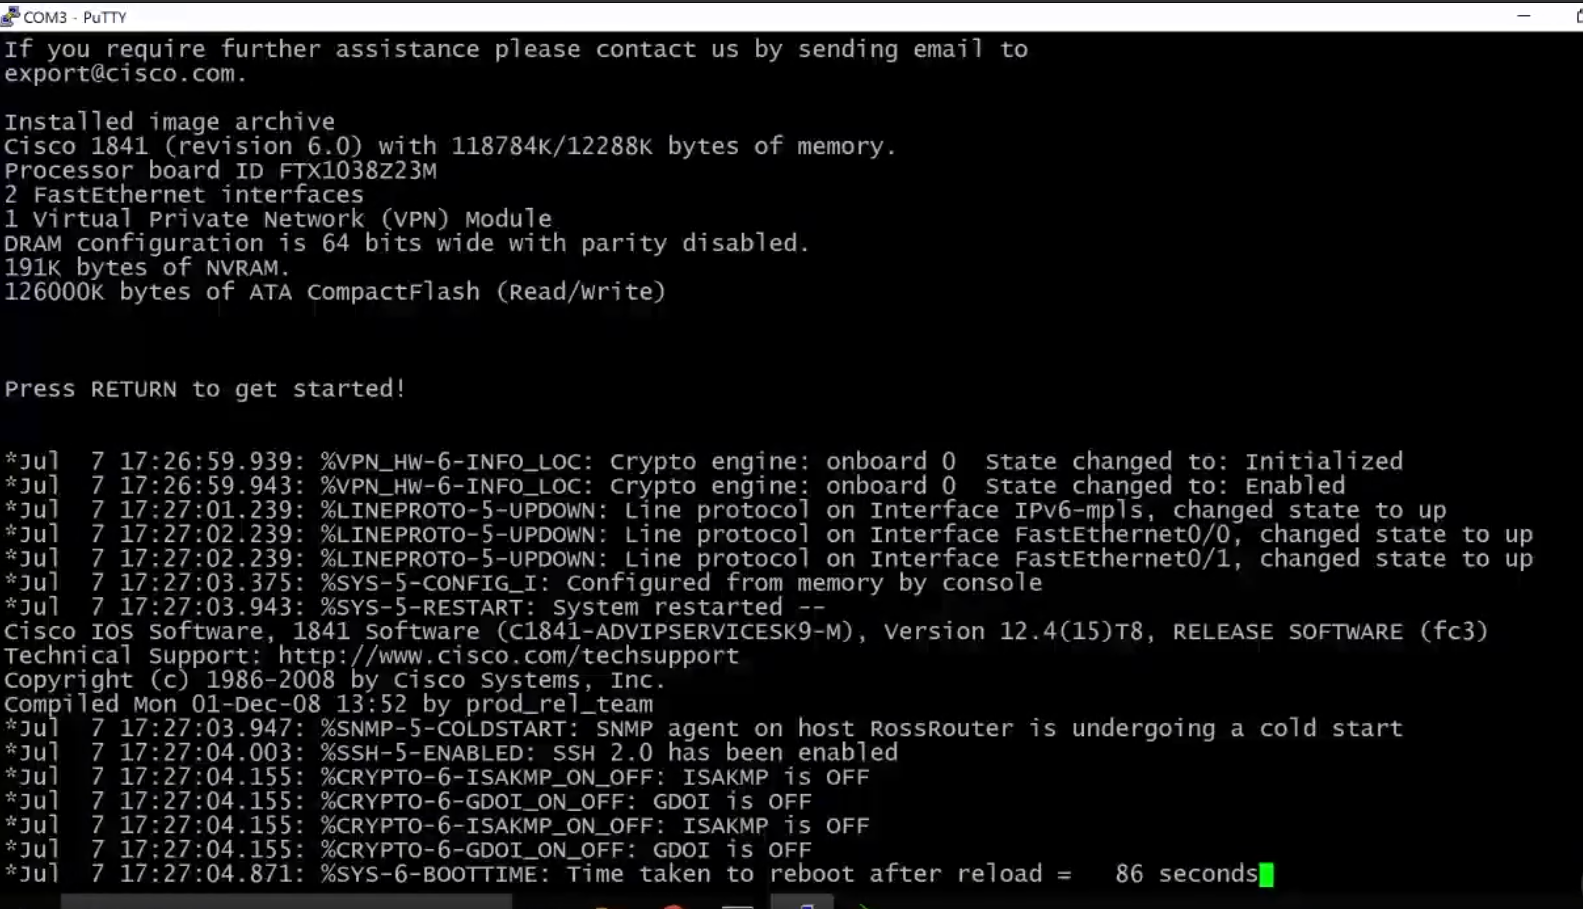 COM3 - PuTTY
If you require further assistance please contact us by sending email to
export@cisco.com.
Installed image archive
Cisco 1841 (revision 6.0) with 118784K/12288K bytes of memory.
Processor board ID FTX1038Z23M
2 FastEthernet interfaces
1 Virtual Private Network (VPN) Module
DRAM configuration is 64 bits wide with parity disabled.
191K bytes of NVRAM.
126000K bytes of ATA CompactFlash (Read/Write)
Press RETURN to get started!
*Jul  7 17:26:59.939: %VPN_HW-6-INFO_LOC: Crypto engine: onboard 0  State changed to: Initialized
*Jul  7 17:26:59.943: %VPN_HW-6-INFO_LOC: Crypto engine: onboard 0  State changed to: Enabled
*Jul  7 17:27:01.239: %LINEPROTO-5-UPDOWN: Line protocol on Interface IPv6-mpls, changed state to up
*Jul  7 17:27:02.239: %LINEPROTO-5-UPDOWN: Line protocol on Interface FastEthernet0/0, changed state to up
*Jul  7 17:27:02.239: %LINEPROTO-5-UPDOWN: Line protocol on Interface FastEthernet0/1, changed state to up
*Jul  7 17:27:03.375: %SYS-5-CONFIG_I: Configured from memory by console
*Jul  7 17:27:03.943: %SYS-5-RESTART: System restarted --
Cisco IOS Software, 1841 Software (C1841-ADVIPSERVICESK9-M), Version 12.4(15)T8, RELEASE SOFTWARE (fc3)
Technical Support: http://www.cisco.com/techsupport
Copyright (c) 1986-2008 by Cisco Systems, Inc.
Compiled Mon 01-Dec-08 13:52 by prod_rel_team
*Jul  7 17:27:03.947: %SNMP-5-COLDSTART: SNMP agent on host RossRouter is undergoing a cold start
*Jul  7 17:27:04.003: %SSH-5-ENABLED: SSH 2.0 has been enabled
*Jul  7 17:27:04.155: %CRYPTO-6-ISAKMP_ON_OFF: ISAKMP is OFF
*Jul  7 17:27:04.155: %CRYPTO-6-GDOI_ON_OFF: GDOI is OFF
*Jul  7 17:27:04.155: %CRYPTO-6-ISAKMP_ON_OFF: ISAKMP is OFF
*Jul  7 17:27:04.155: %CRYPTO-6-GDOI_ON_OFF: GDOI is OFF
*Jul  7 17:27:04.871: %SYS-6-BOOTTIME: Time taken to reboot after reload =   86 seconds